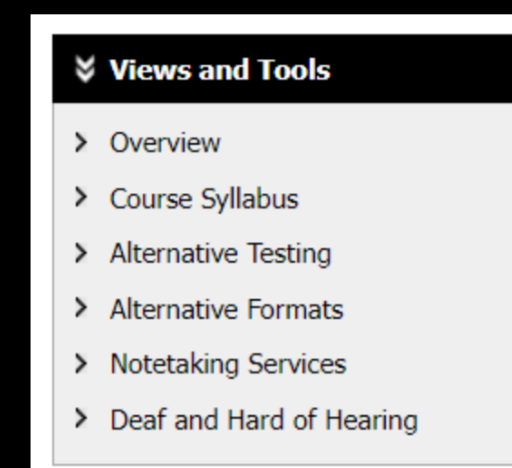 Views and Tools
Overview
Course Syllabus
Alternative Testing
Alternative Formats
Notetaking Services
Deaf and Hard of Hearing